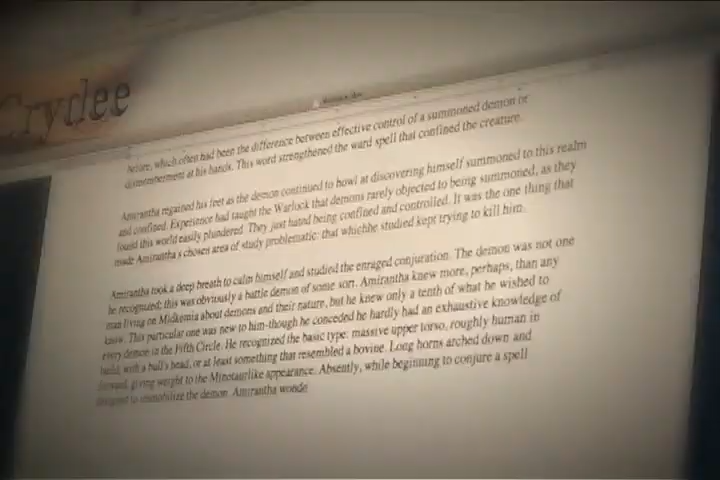 Crydee
before, which often had been the difference between effective control of a summoned demon or
dismemberment at his hands. This word strengthened the ward spell that confined the creature.
Amirantha regained his feet as the demon continued to howl at discovering himself summoned to this realm
and confined. Experience had taught the Warlock that demons rarely objected to being summoned, as they
found this world easily plundered. They just hated being confined and controlled. It was the one thing that
made Amirantha's chosen area of study problematic: that whichhe studied kept trying to kill him.
Amirantha took a deep breath to calm himself and studied the enraged conjuration. The demon was not one
he recognized; this was obviously a battle demon of some sort. Amirantha knew more, perhaps, than any
man living on Midkemia about demons and their nature, but he knew only a tenth of what he wished to
know. This particular one was new to him-though he conceded he hardly had an exhaustive knowledge of
every demon in the Fifth Circle. He recognized the basic type: massive upper torso, roughly human in
build, with a bull's head, or at least something that resembled a bovine. Long horns arched down and
forward, giving weight to the Minotaurlike appearance. Absently, while beginning to conjure a spell
designed to immobilize the demon. Amirantha wonde